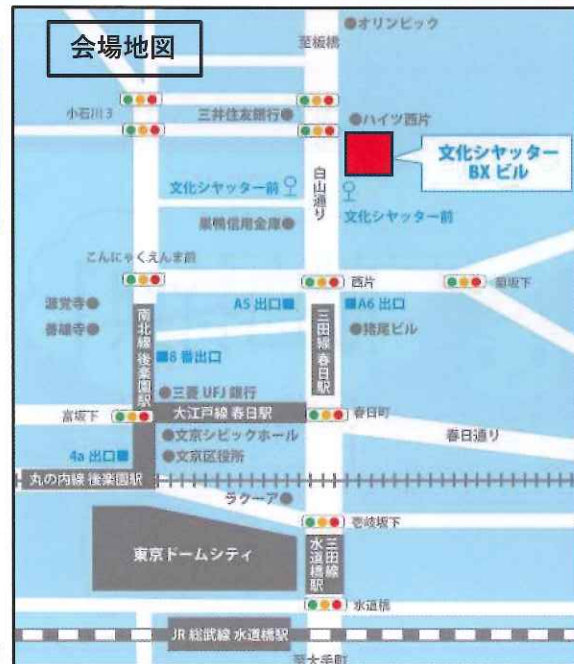 会場地図
オリンピック
至板橋
小石川3
三井住友銀行
ハイツ西片
文化シヤッター
BXビル
文化シヤッター前
白山通り
文化シヤッター前
巣鴨信用金庫
こんにゃくえんま前
西片
菊坂下
源覚寺
A5 出口
A6 出口
善雄寺
南北線 後楽園駅
三田線 春日駅
猪尾ビル
8番出口
三菱 UFJ 銀行
富坂下
大江戸線 春日駅
春日町
文京シビックホール
春日通り
4a 出口
文京区役所
丸の内線 後楽園駅
ラクーア
壱岐坂下
東京ドームシティ
三田線
水道橋駅
水道橋
JR 総武線 水道橋駅
至大手町